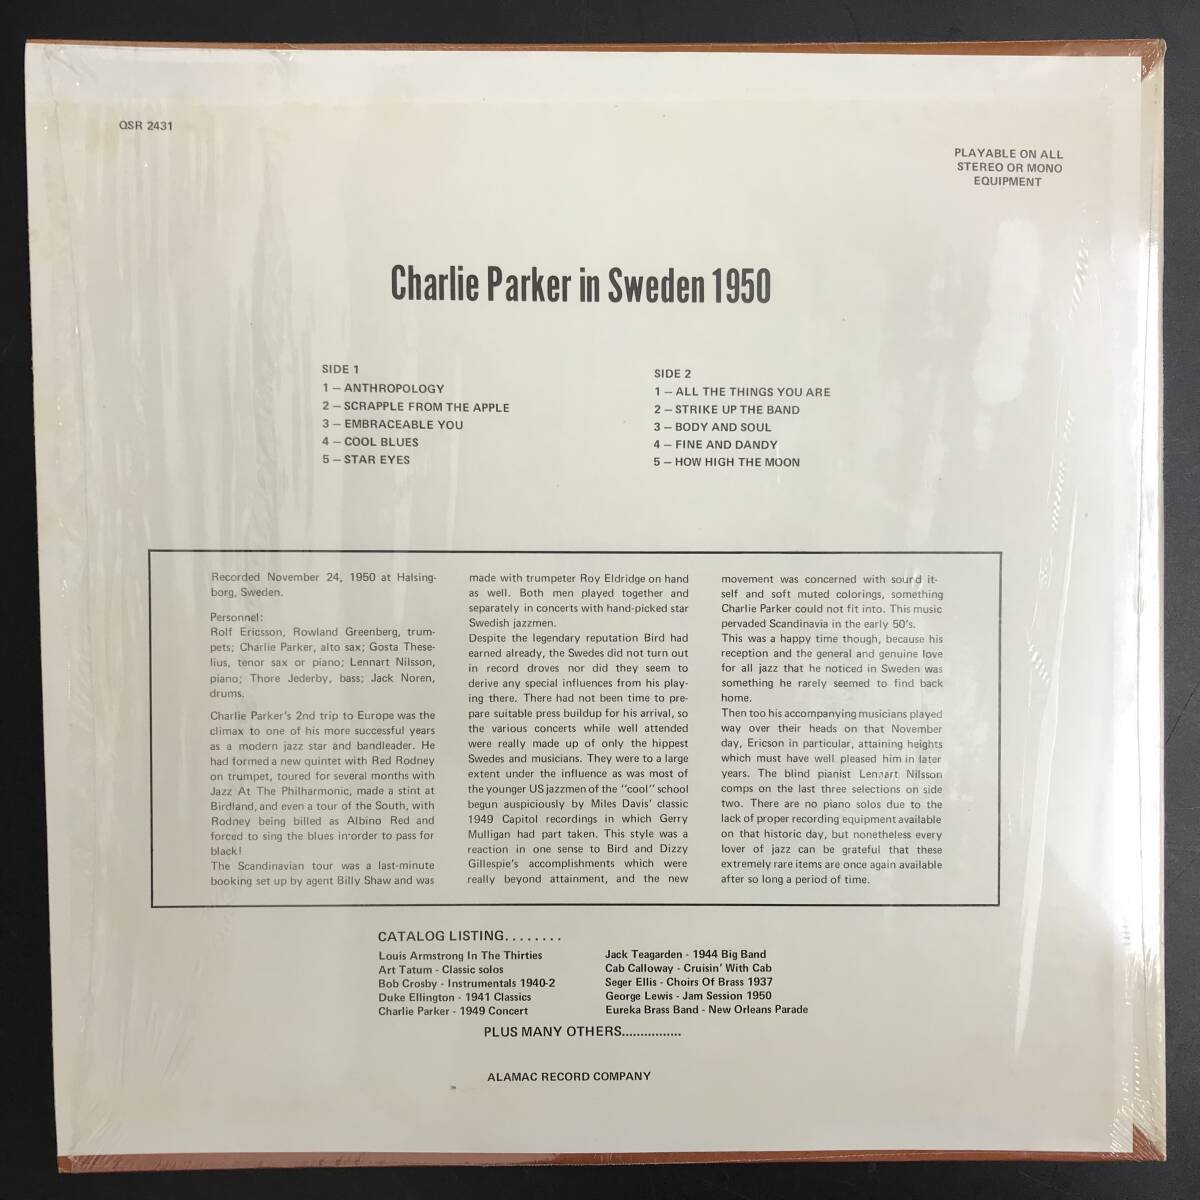 QSR 2431
PLAYABLE ON ALL
STEREO OR MONO
EQUIPMENT
Charlie Parker in Sweden 1950
SIDE 1
1 – ANTHROPOLOGY
2 – SCRAPPLE FROM THE APPLE
3 – EMBRACEABLE YOU
4 – COOL BLUES
5 – STAR EYES
SIDE 2
1 – ALL THE THINGS YOU ARE
2 – STRIKE UP THE BAND
3 – BODY AND SOUL
4 – FINE AND DANDY
5 – HOW HIGH THE MOON
Recorded November 24, 1950 at Halsing-
borg, Sweden.
Personnel:
Rolf Ericsson, Rowland Greenberg, trum-
pets; Charlie Parker, alto sax; Gosta These-
lius, tenor sax or piano; Lennart Nilsson,
piano; Thore Jederby, bass; Jack Noren,
drums.
Charlie Parker's 2nd trip to Europe was the
climax to one of his more successful years
as a modern jazz star and bandleader. He
had formed a new quintet with Red Rodney
on trumpet, toured for several months with
Jazz At The Philharmonic, made a stint at
Birdland, and even a tour of the South, with
Rodney being billed as Albino Red and
forced to sing the blues in order to pass for
black!
The Scandinavian tour was a last-minute
booking set up by agent Billy Shaw and was
made with trumpeter Roy Eldridge on hand
as well. Both men played together and
separately in concerts with hand-picked star
Swedish jazzmen.
Despite the legendary reputation Bird had
earned already, the Swedes did not turn out
in record droves nor did they seem to
derive any special influences from his play-
ing there. There had not been time to pre-
pare suitable press buildup for his arrival, so
the various concerts while well attended
were really made up of only the hippest
Swedes and musicians. They were to a large
extent under the influence as was most of
the younger US jazzmen of the "cool" school
begun auspiciously by Miles Davis' classic
1949 Capitol recordings in which Gerry
Mulligan had part taken. This style was a
reaction in one sense to Bird and Dizzy
Gillespie's accomplishments which were
really beyond attainment, and the new
movement was concerned with sound it-
self and soft muted colorings, something
Charlie Parker could not fit into. This music
pervaded Scandinavia in the early 50's.
This was a happy time though, because his
reception and the general and genuine love
for all jazz that he noticed in Sweden was
something he rarely seemed to find back
home.
Then too his accompanying musicians played
way over their heads on that November
day, Ericson in particular, attaining heights
which must have well pleased him in later
years. The blind pianist Lennart Nilsson
comps on the last three selections on side
two. There are no piano solos due to the
lack of proper recording equipment available
on that historic day, but nonetheless every
lover of jazz can be grateful that these
extremely rare items are once again available
after so long a period of time.
CATALOG LISTING........
Louis Armstrong In The Thirties
Art Tatum - Classic solos
Bob Crosby - Instrumentals 1940-2
Duke Ellington - 1941 Classics
Charlie Parker - 1949 Concert
Jack Teagarden - 1944 Big Band
Cab Calloway - Cruisin' With Cab
Seger Ellis - Choirs Of Brass 1937
George Lewis - Jam Session 1950
Eureka Brass Band - New Orleans Parade
PLUS MANY OTHERS................
ALAMAC RECORD COMPANY